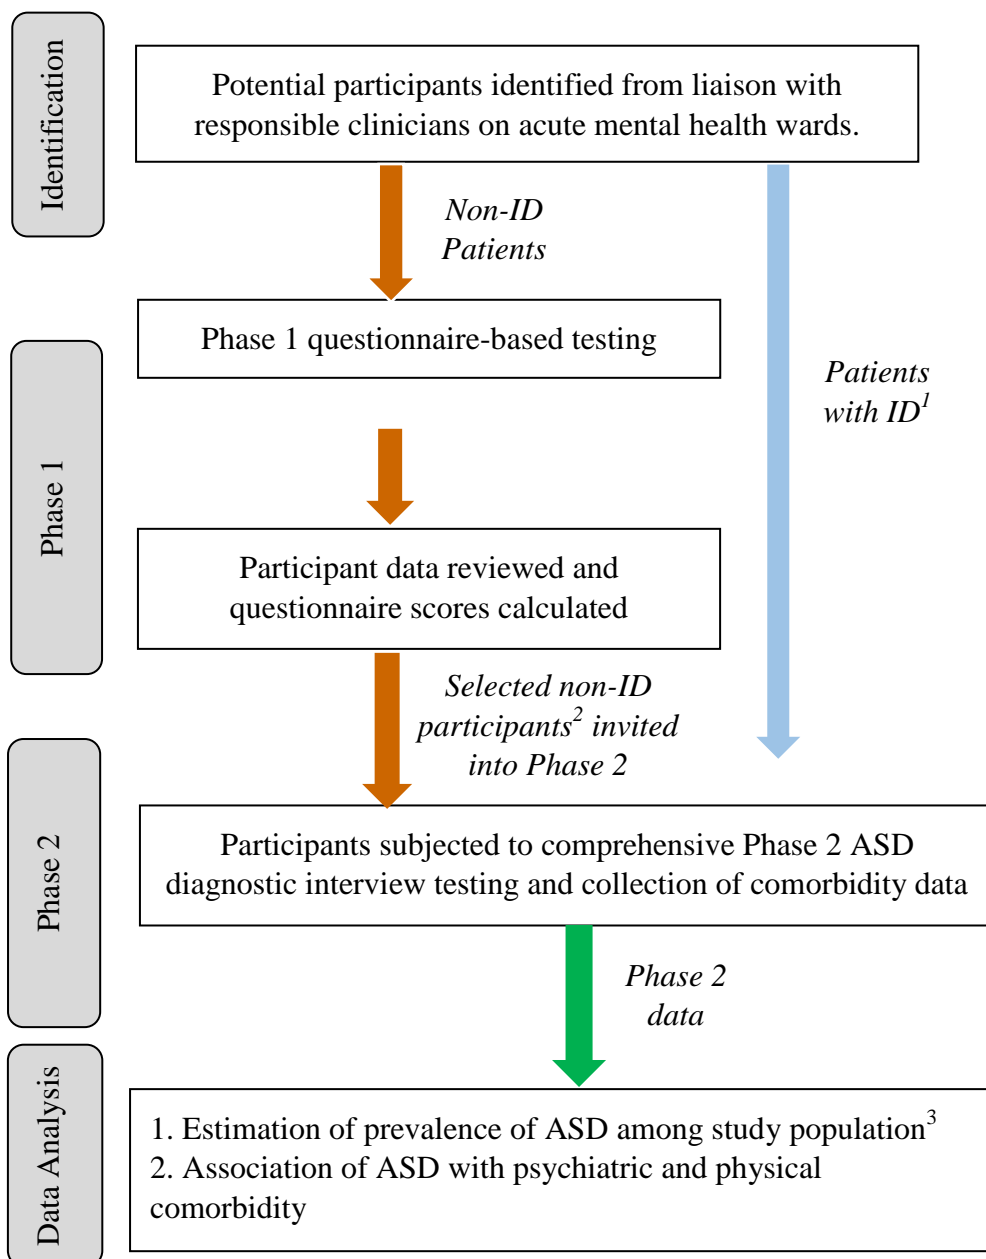 Identification
Potential participants identified from liaison with
responsible clinicians on acute mental health wards.
Non-ID
Patients
Phase 1
Phase 1 questionnaire-based testing
Patients
with ID¹
Participant data reviewed and
questionnaire scores calculated
Selected non-ID
participants² invited
into Phase 2
Phase 2
Participants subjected to comprehensive Phase 2 ASD
diagnostic interview testing and collection of comorbidity data
Phase 2
data
Data Analysis
1. Estimation of prevalence of ASD among study population³
2. Association of ASD with psychiatric and physical
comorbidity